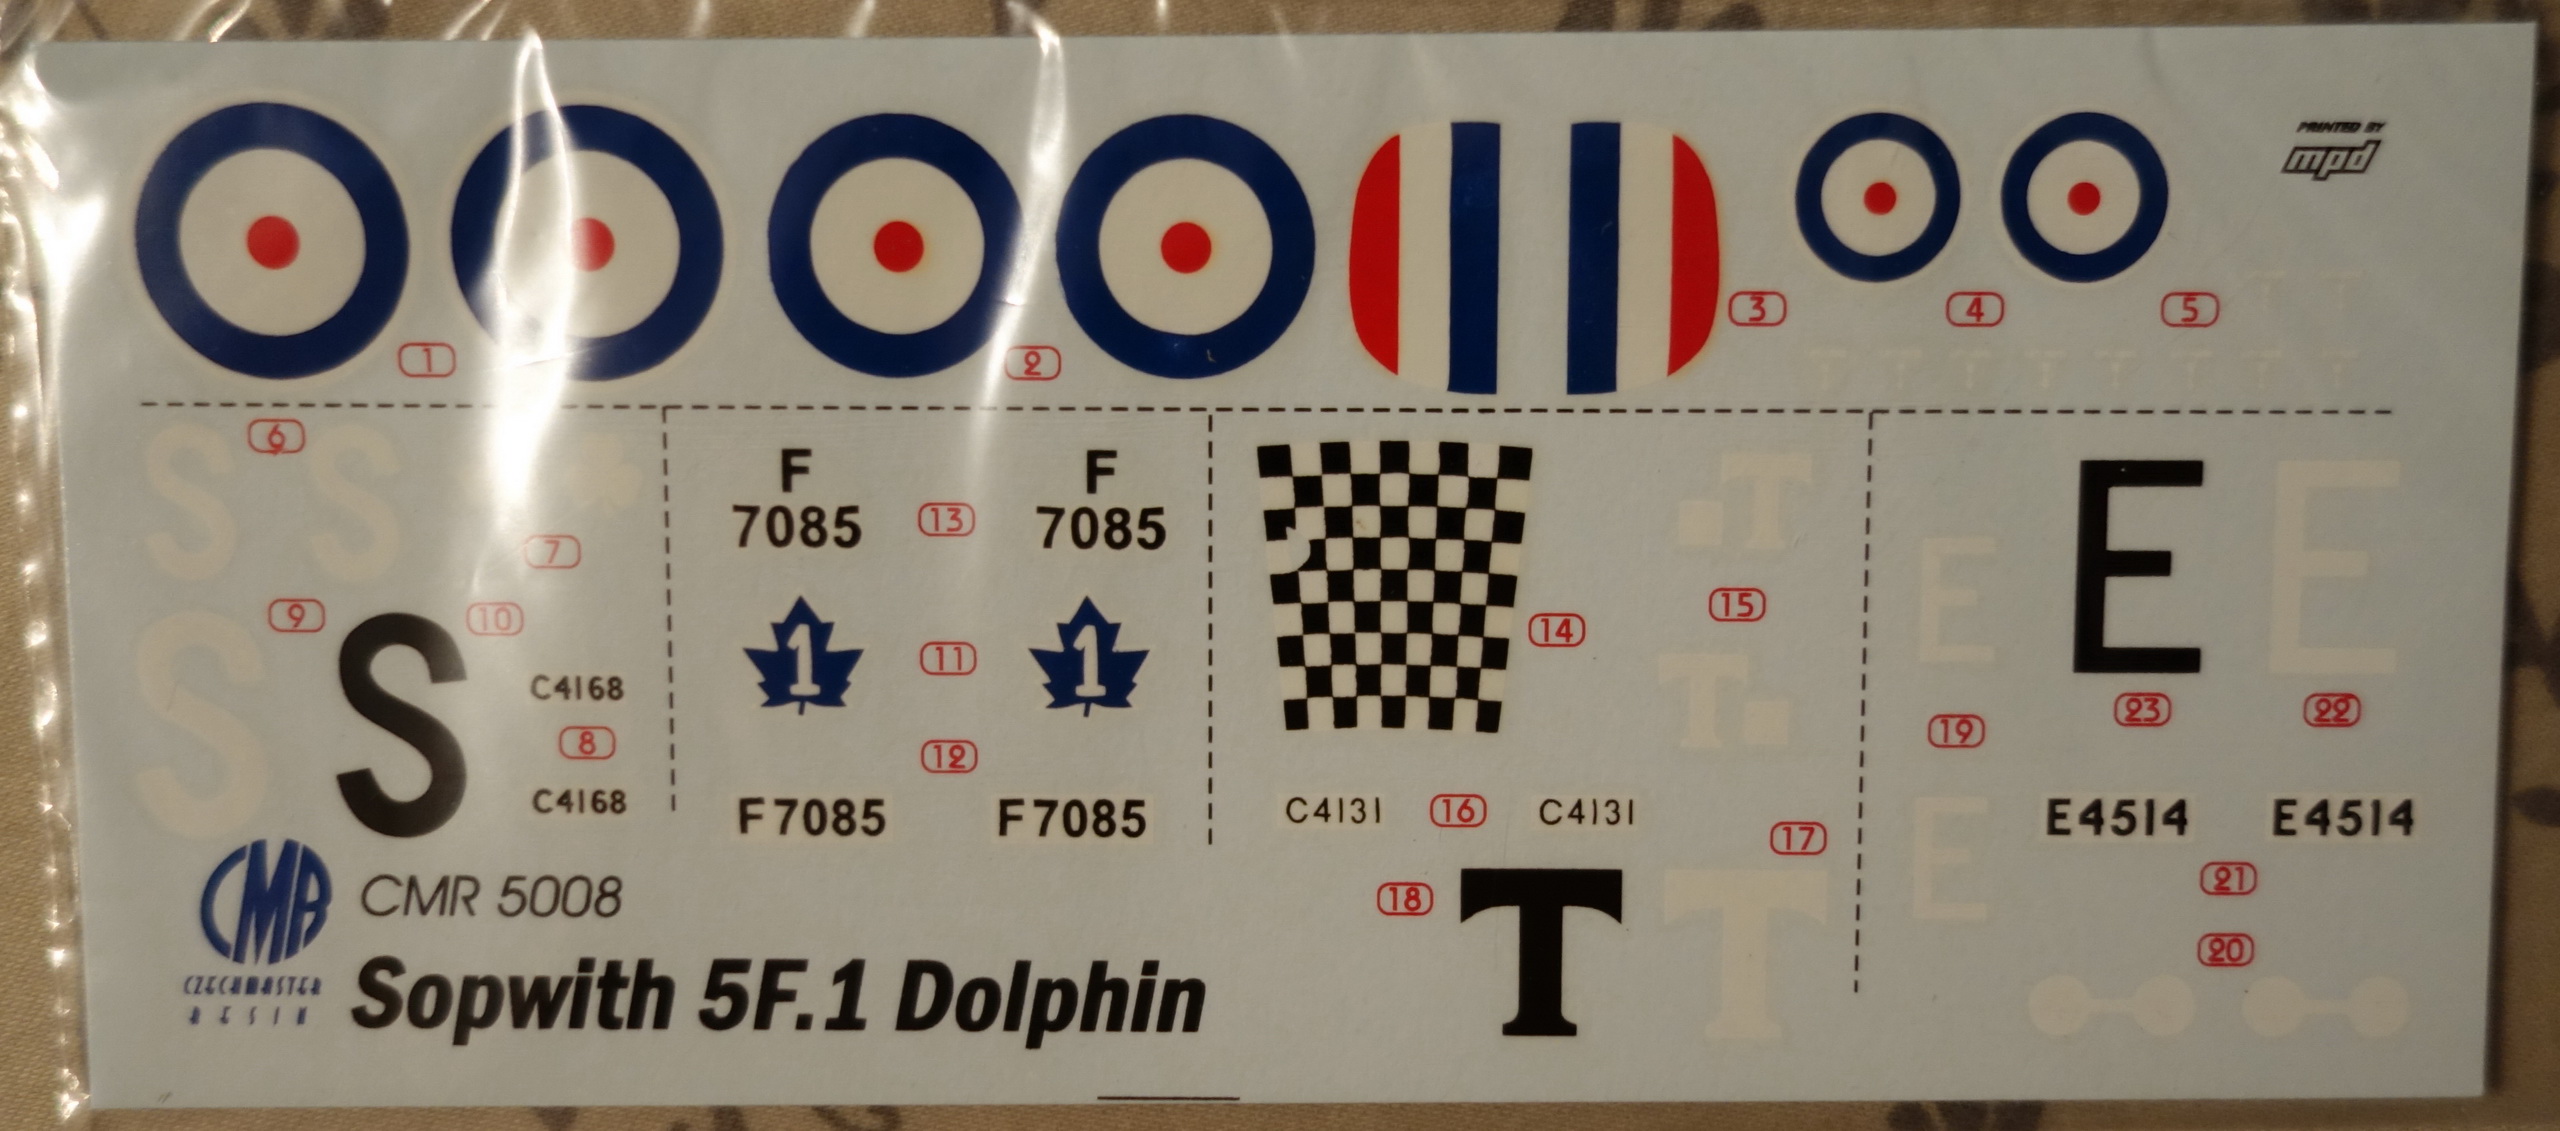 PRINTED BY
mpd
1
2
3
4
5
T T
T T T T T T T
6
S S
7
9
10
S
S
C4168
8
C4168
F
7085
13
F
7085
1
11
1
12
F7085
F7085
14
T
15
T
C4131
16
C4131
17
18
T
T
E
E
E
19
23
22
E
E4514
E4514
21
20
CMR
CZECHMASTER
RESIN
CMR 5008
Sopwith 5F.1 Dolphin